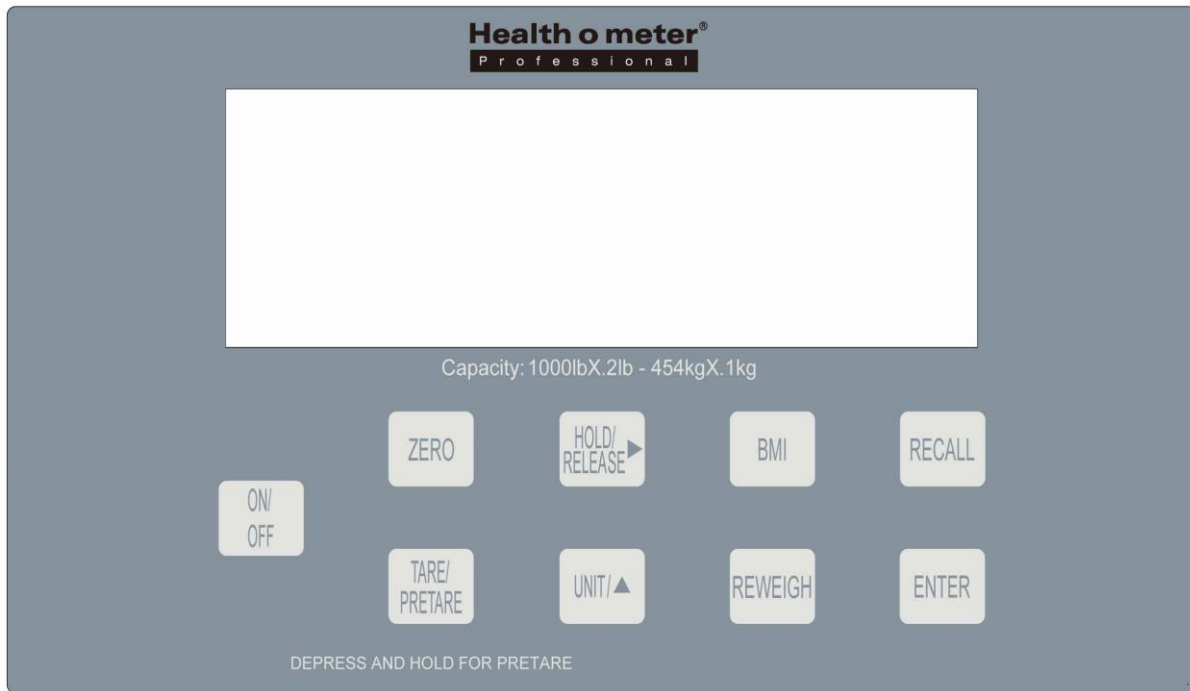 Health o meter®
Professional
Capacity: 1000lbX.2lb - 454kgX.1kg
ZERO
HOLD/
RELEASE▶
BMI
RECALL
ON/
OFF
TARE/
PRETARE
UNIT/▲
REWEIGH
ENTER
DEPRESS AND HOLD FOR PRETARE